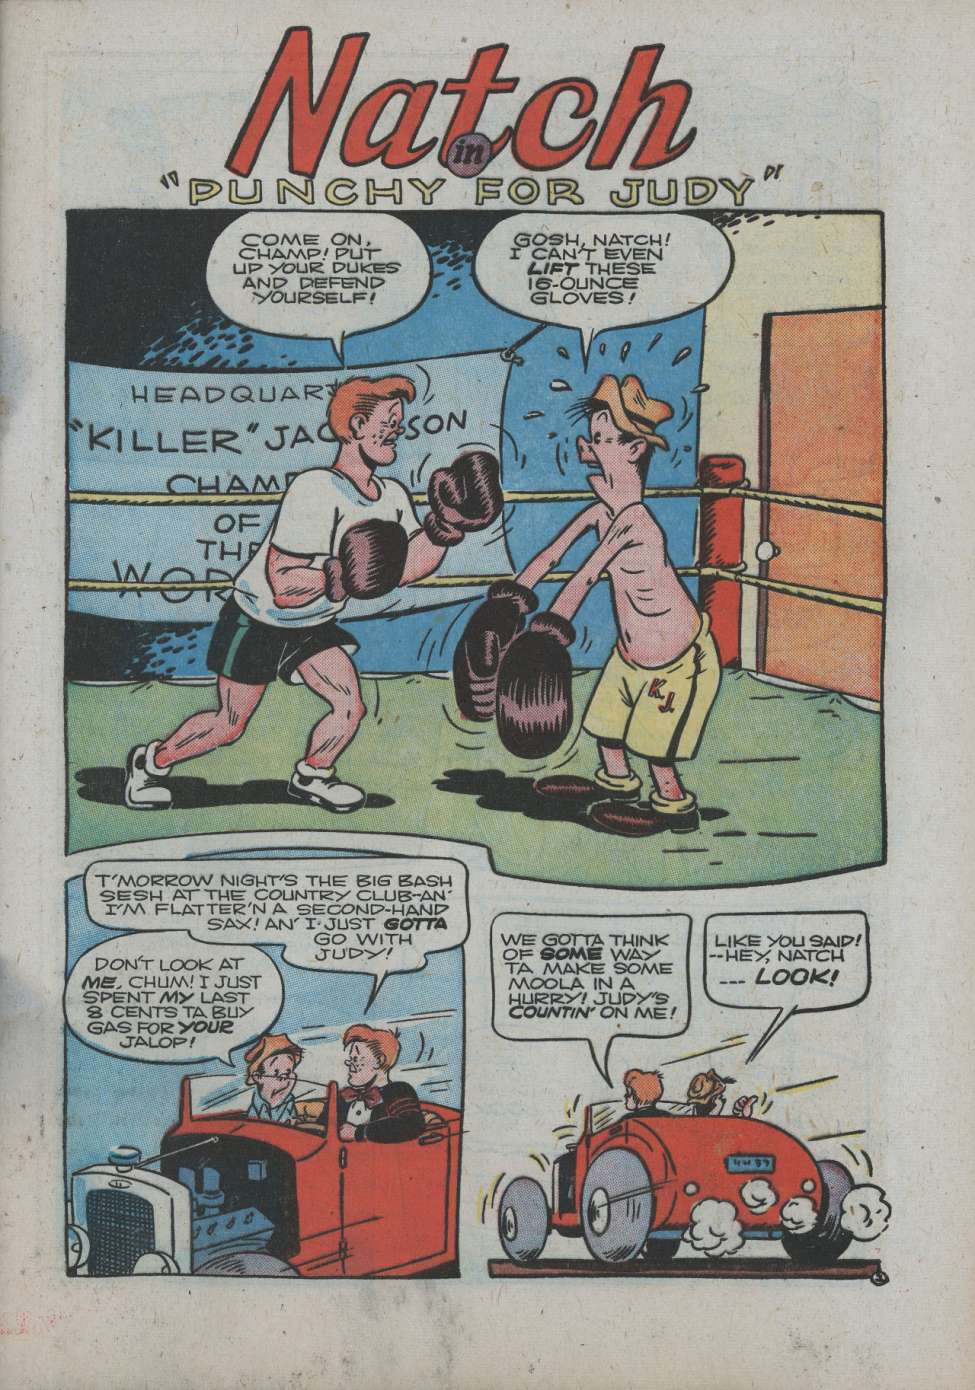 Natch
in
"PUNCHY FOR JUDY"
COME ON,
CHAMP! PUT
UP YOUR DUKES
AND DEFEND
YOURSELF!
GOSH, NATCH!
I CAN'T EVEN
LIFT THESE
16-OUNCE
GLOVES!
HEADQUAR
"KILLER" JAC SON
CHAMP
OF
THE
WOR
K.J.
T'MORROW NIGHT'S THE BIG BASH
SESH AT THE COUNTRY CLUB--AN'
I'M FLATTER'N A SECOND-HAND
SAX! AN' I JUST GOTTA
GO WITH
JUDY!
DON'T LOOK AT
ME, CHUM! I JUST
SPENT MY LAST
8 CENTS TA BUY
GAS FOR YOUR
JALOP!
WE GOTTA THINK
OF SOME WAY
TA MAKE SOME
MOOLA IN A
HURRY! JUDY'S
COUNTIN' ON ME!
LIKE YOU SAID!
--HEY, NATCH
--- LOOK!